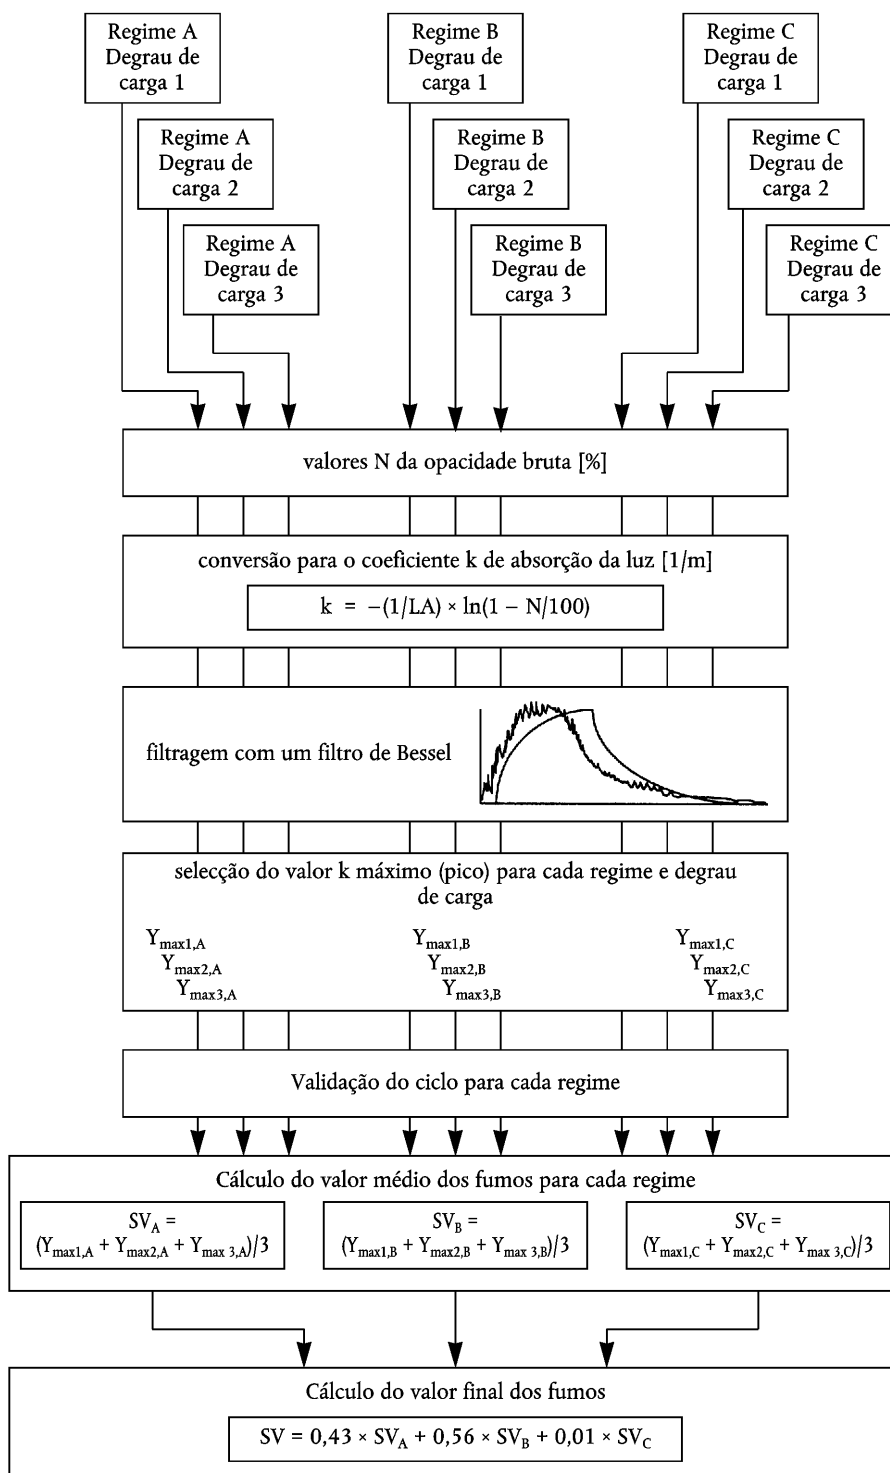 Regime A
Degrau de
carga 1
Regime B
Degrau de
carga 1
Regime C
Degrau de
carga 1
Regime A
Degrau de
carga 2
Regime B
Degrau de
carga 2
Regime C
Degrau de
carga 2
Regime A
Degrau de
carga 3
Regime B
Degrau de
carga 3
Regime C
Degrau de
carga 3
valores N da opacidade bruta [%]
conversão para o coeficiente k de absorção da luz [1/m]
k = −(1/LA) × ln(1 − N/100)
filtragem com um filtro de Bessel
selecção do valor k máximo (pico) para cada regime e degrau
de carga
Ymax1,A Ymax1,B Ymax1,C
Ymax2,A Ymax2,B Ymax2,C
Ymax3,A Ymax3,B Ymax3,C
Validação do ciclo para cada regime
Cálculo do valor médio dos fumos para cada regime
SVA =
(Ymax1,A + Ymax2,A + Ymax 3,A)/3
SVB =
(Ymax1,B + Ymax2,B + Ymax 3,B)/3
SVC =
(Ymax1,C + Ymax2,C + Ymax 3,C)/3
Cálculo do valor final dos fumos
SV = 0,43 × SVA + 0,56 × SVB + 0,01 × SVC